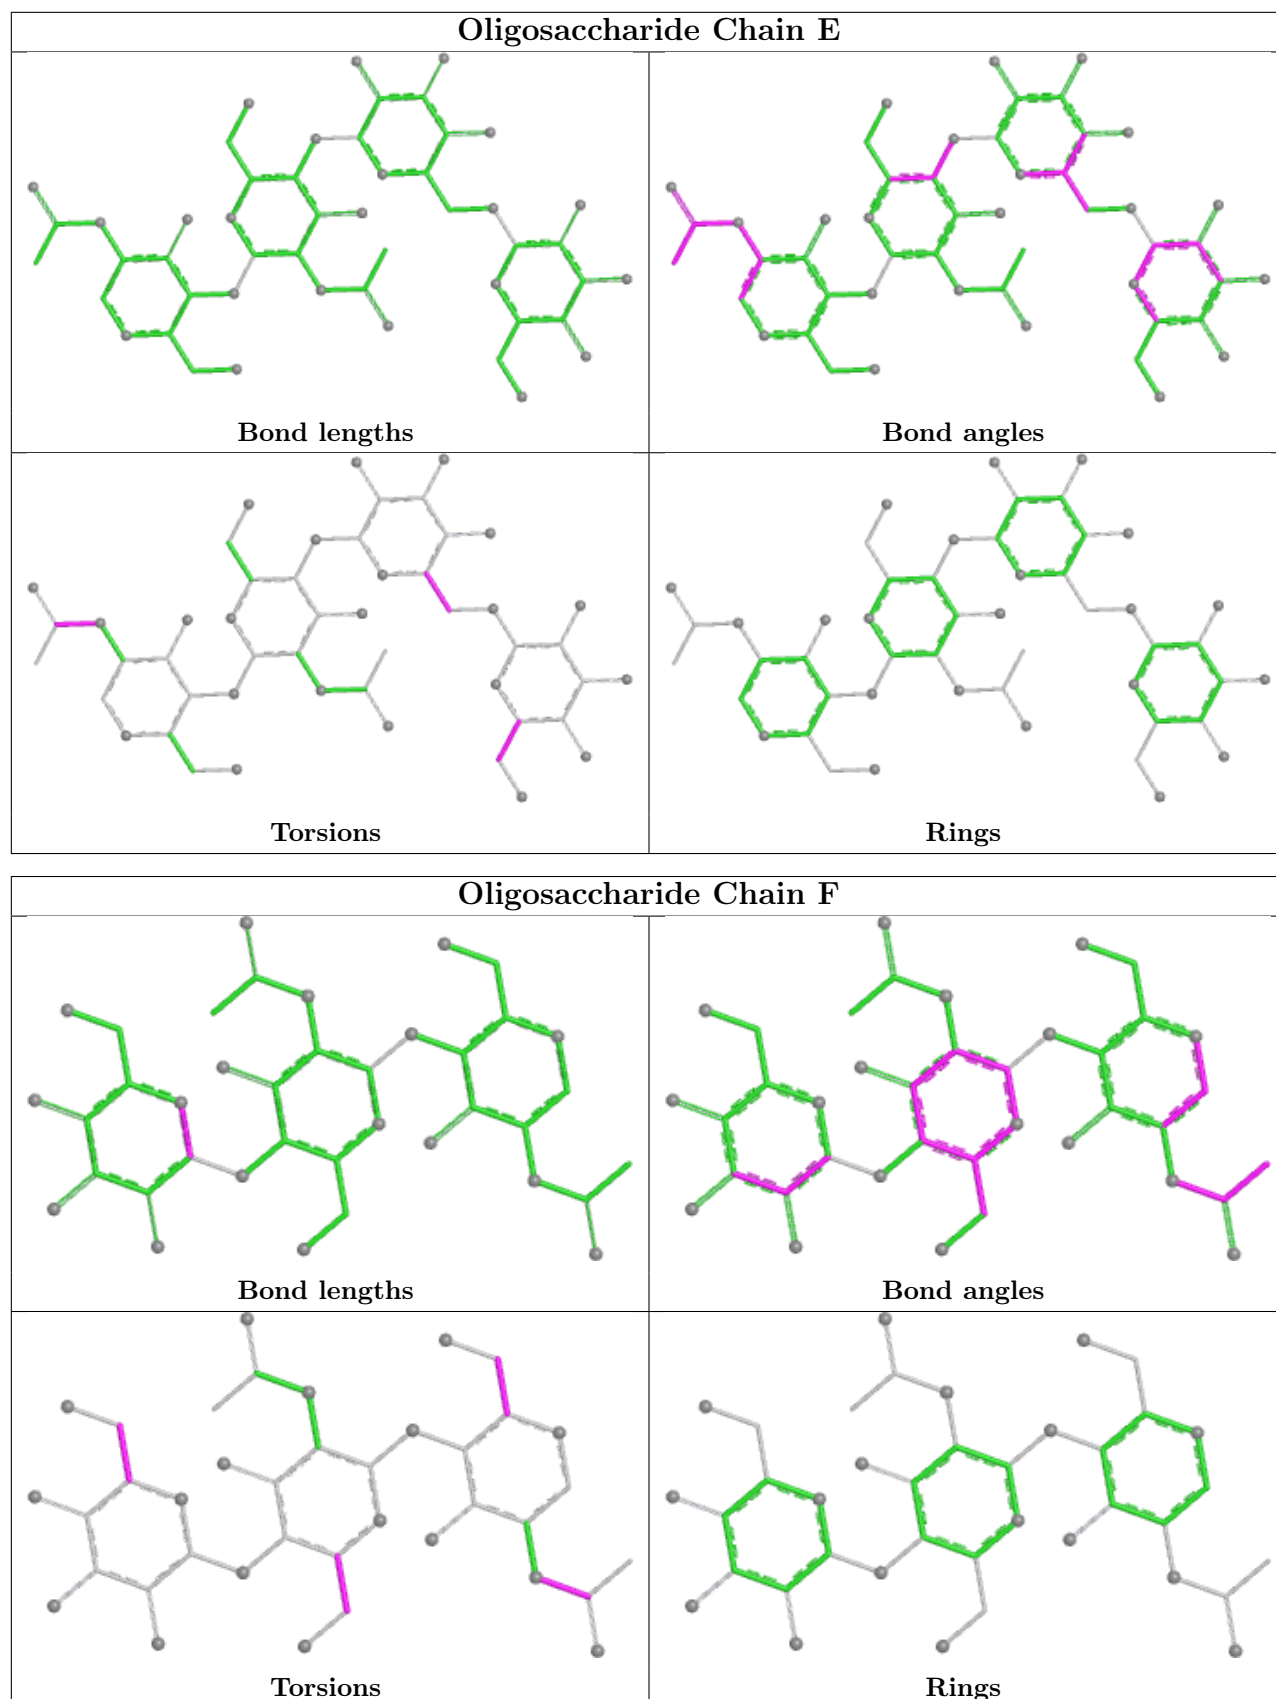 Oligosaccharide Chain E
Bond lengths
Bond angles
Torsions
Rings
Oligosaccharide Chain F
Bond lengths
Bond angles
Torsions
Rings